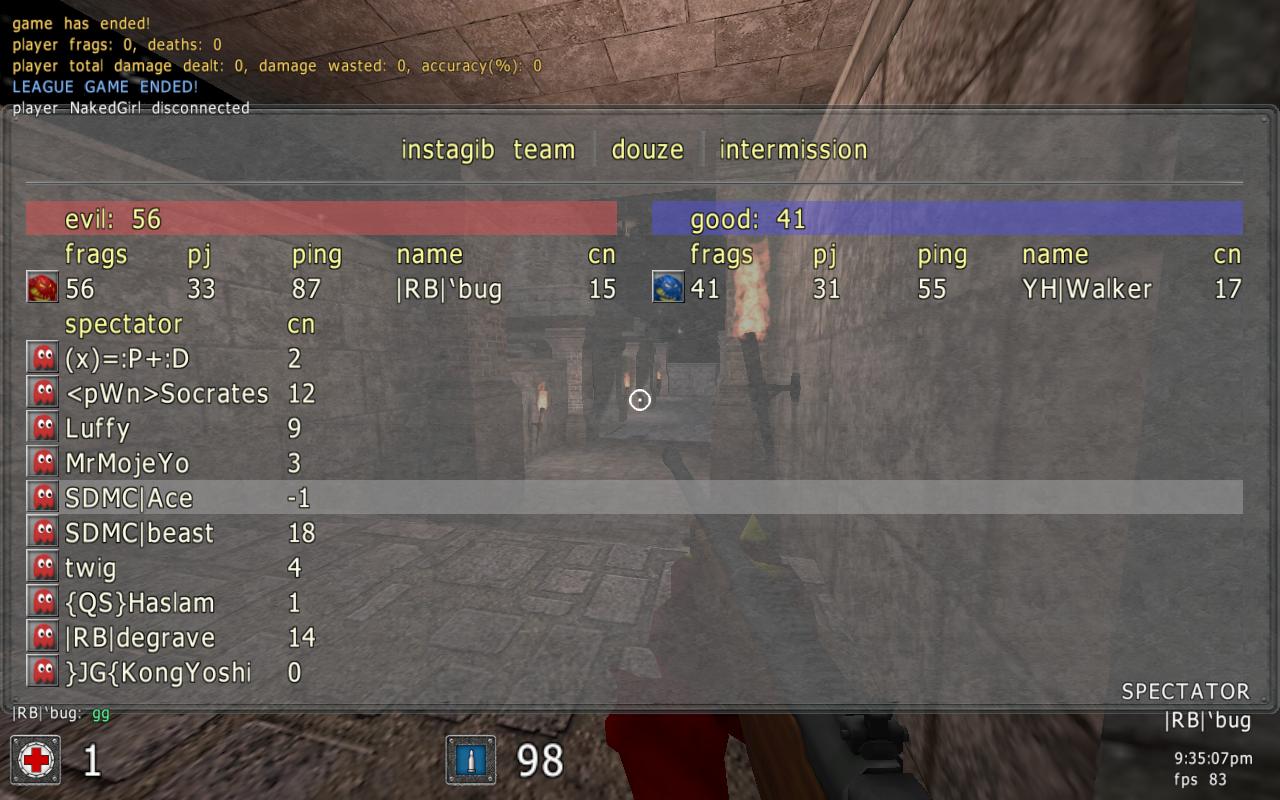 game has ended!
player frags: 0, deaths: 0
player total damage dealt: 0, damage wasted: 0, accuracy(%): 0
LEAGUE GAME ENDED!
player NakedGirl disconnected
instagib team douze intermission
evil: 56 good: 41
frags pj ping name cn frags pj ping name cn
56 33 87 |RB|`bug 15 41 31 55 YH|Walker 17
spectator cn
(x)=:P+:D 2
<pWn>Socrates 12
Luffy 9
MrMojeYo 3
SDMC|Ace -1
SDMC|beast 18
twig 4
{QS}Haslam 1
|RB|degrave 14
}JG{KongYoshi 0
SPECTATOR
|RB|`bug: gg
|RB|`bug
1 98
9:35:07pm
fps 83